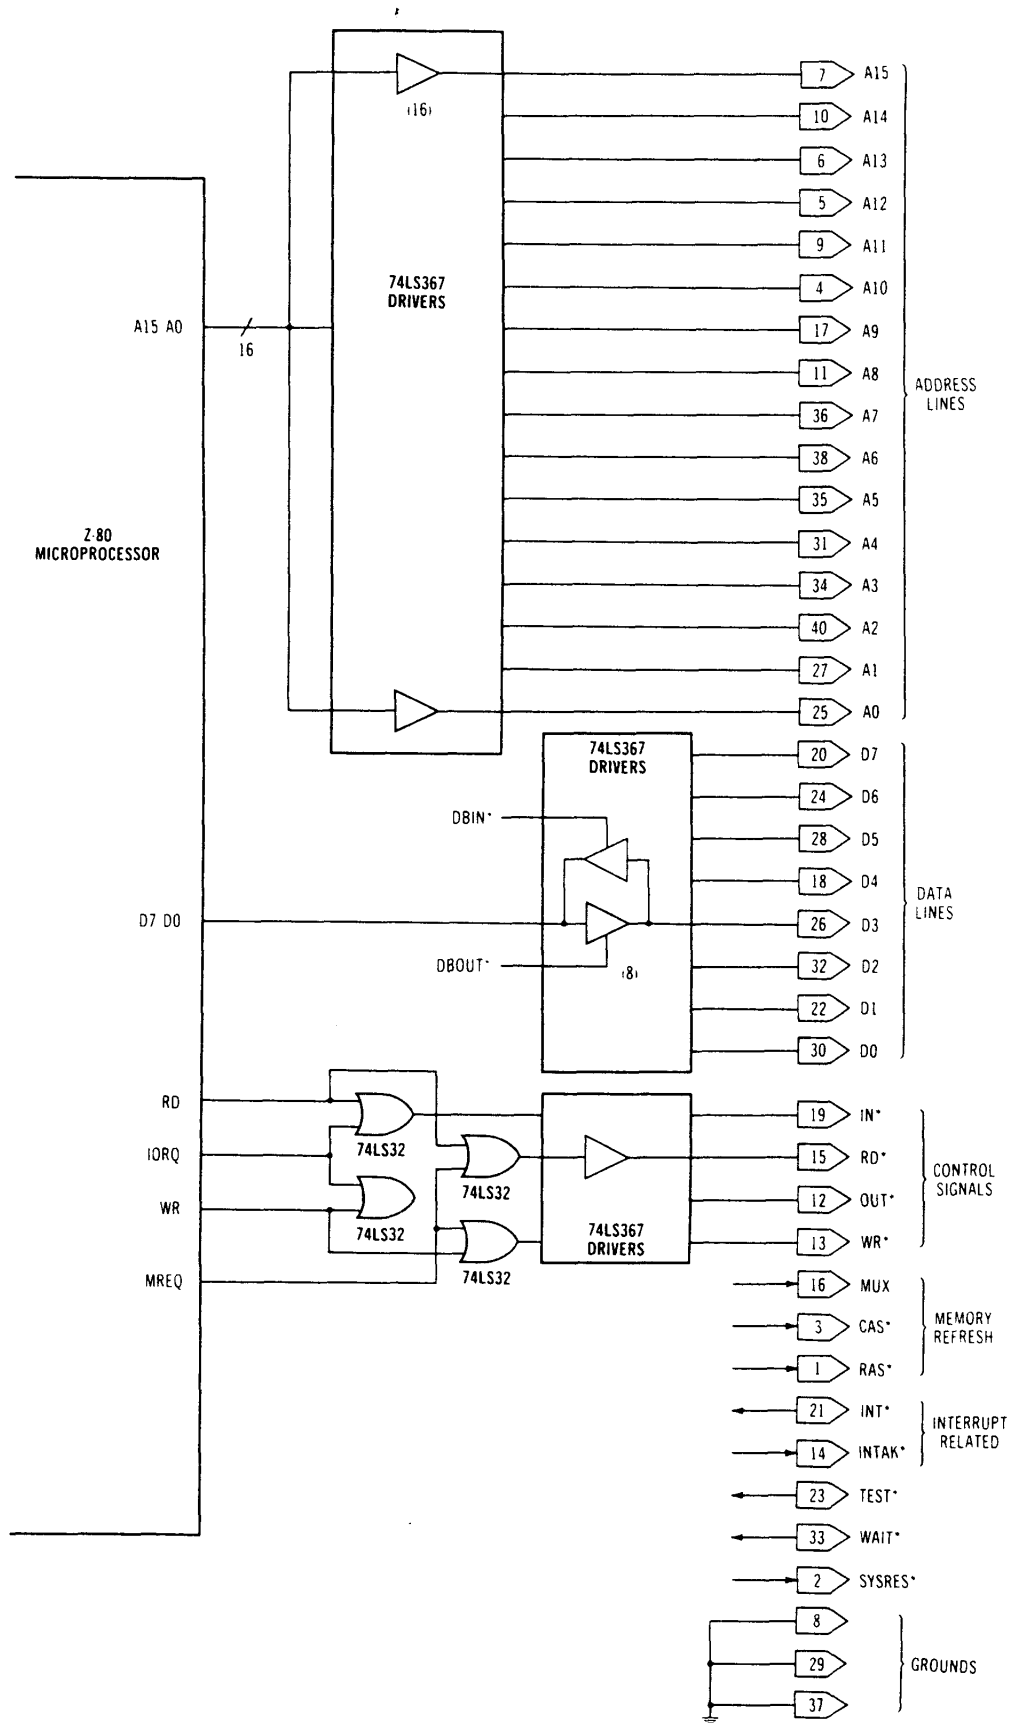 7 A15
(16)
10 A14
6 A13
5 A12
9 A11
74LS367
DRIVERS
4 A10
A15 A0
16
17 A9
11 A8
ADDRESS
LINES
36 A7
38 A6
35 A5
Z-80
MICROPROCESSOR
31 A4
34 A3
40 A2
27 A1
25 A0
74LS367
DRIVERS
20 D7
24 D6
DBIN*
28 D5
18 D4
DATA
LINES
D7 D0
26 D3
DBOUT*
(8)
32 D2
22 D1
30 D0
RD
19 IN*
74LS32
IORQ
15 RD*
74LS32
CONTROL
SIGNALS
WR
12 OUT*
74LS32
74LS367
DRIVERS
13 WR*
74LS32
MREQ
16 MUX
3 CAS*
MEMORY
REFRESH
1 RAS*
21 INT*
INTERRUPT
RELATED
14 INTAK*
23 TEST*
33 WAIT*
2 SYSRES*
8
29
GROUNDS
37